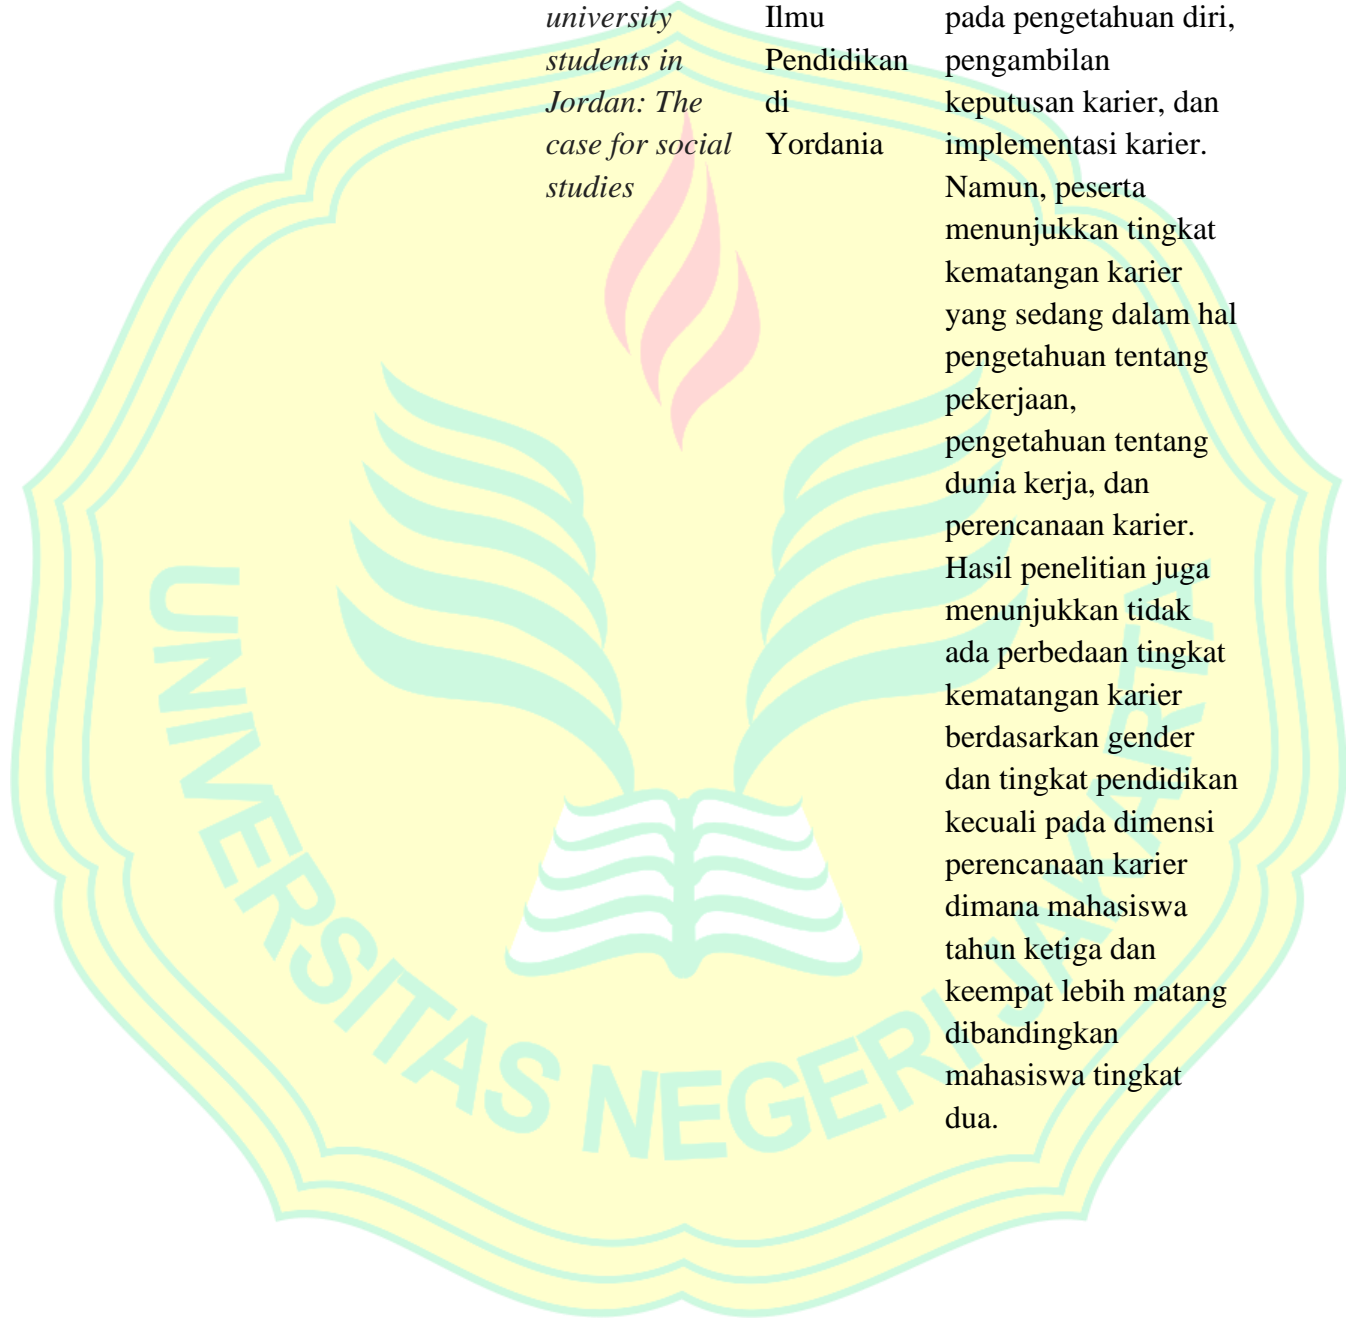 university
students in
Jordan: The
case for social
studies
Ilmu
Pendidikan
di
Yordania
pada pengetahuan diri,
pengambilan
keputusan karier, dan
implementasi karier.
Namun, peserta
menunjukkan tingkat
kematangan karier
yang sedang dalam hal
pengetahuan tentang
pekerjaan,
pengetahuan tentang
dunia kerja, dan
perencanaan karier.
Hasil penelitian juga
menunjukkan tidak
ada perbedaan tingkat
kematangan karier
berdasarkan gender
dan tingkat pendidikan
kecuali pada dimensi
perencanaan karier
dimana mahasiswa
tahun ketiga dan
keempat lebih matang
dibandingkan
mahasiswa tingkat
dua.
UNIVERSITAS NEGERI JAKARTA